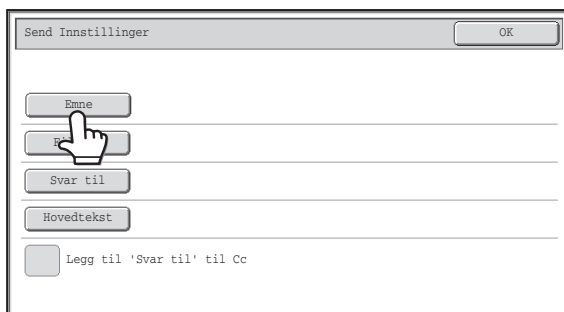 Send Innstillinger
OK
Emne
Svar til
Hovedtekst
Legg til 'Svar til' til Cc